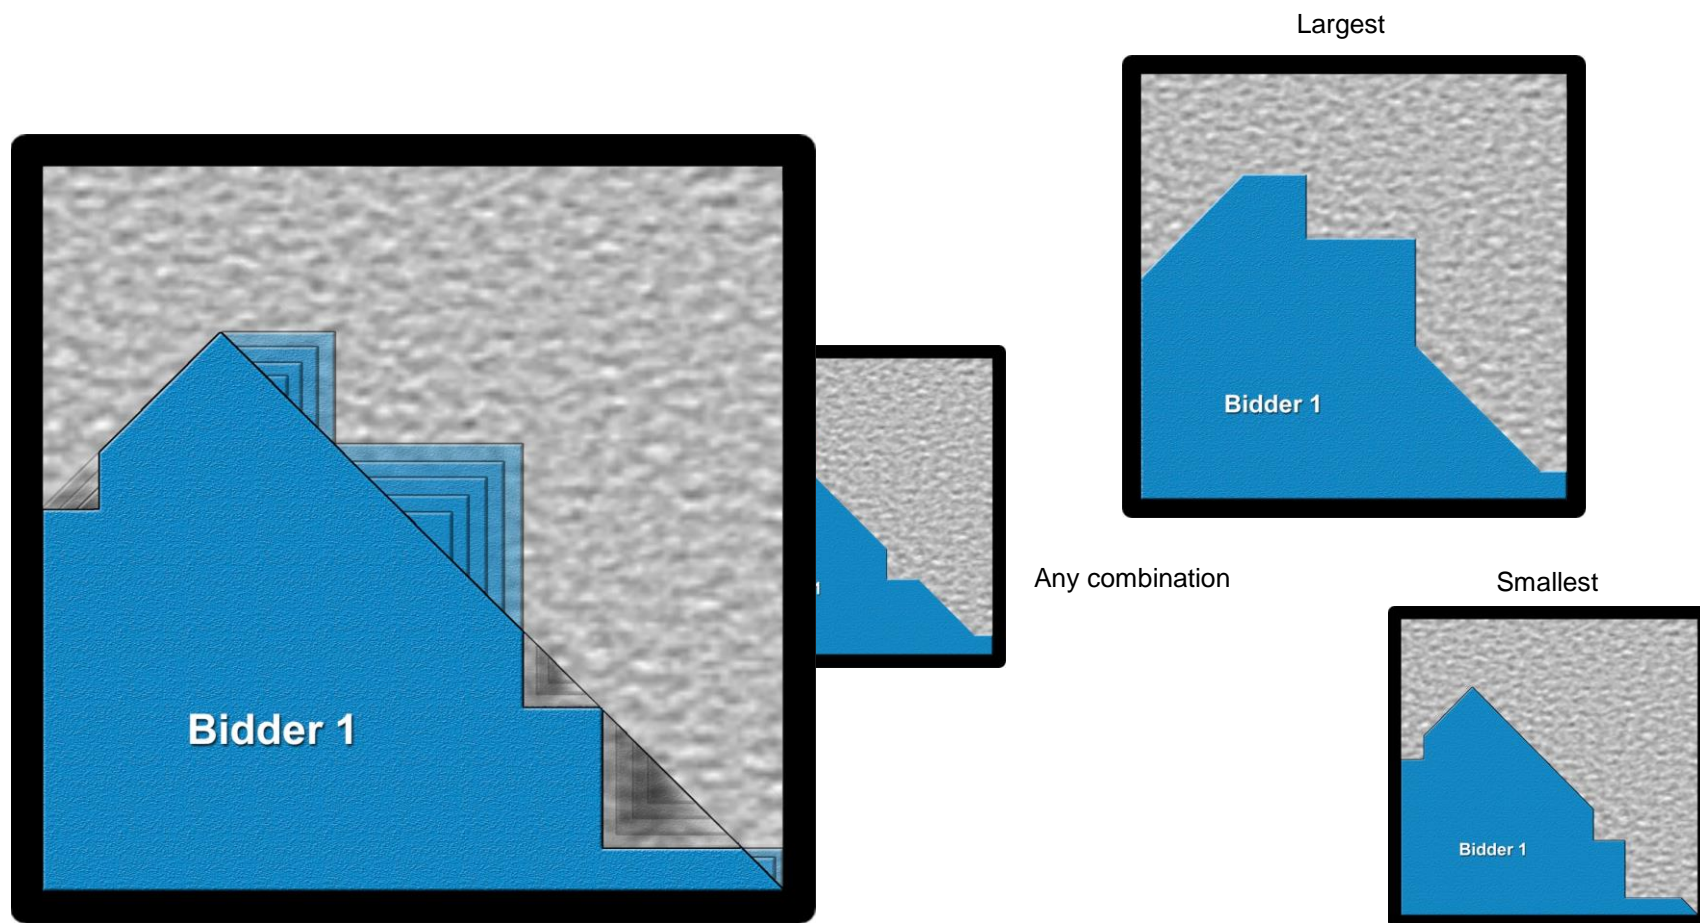 Largest
Bidder 1
Any combination
Smallest
Bidder 1
Bidder 1